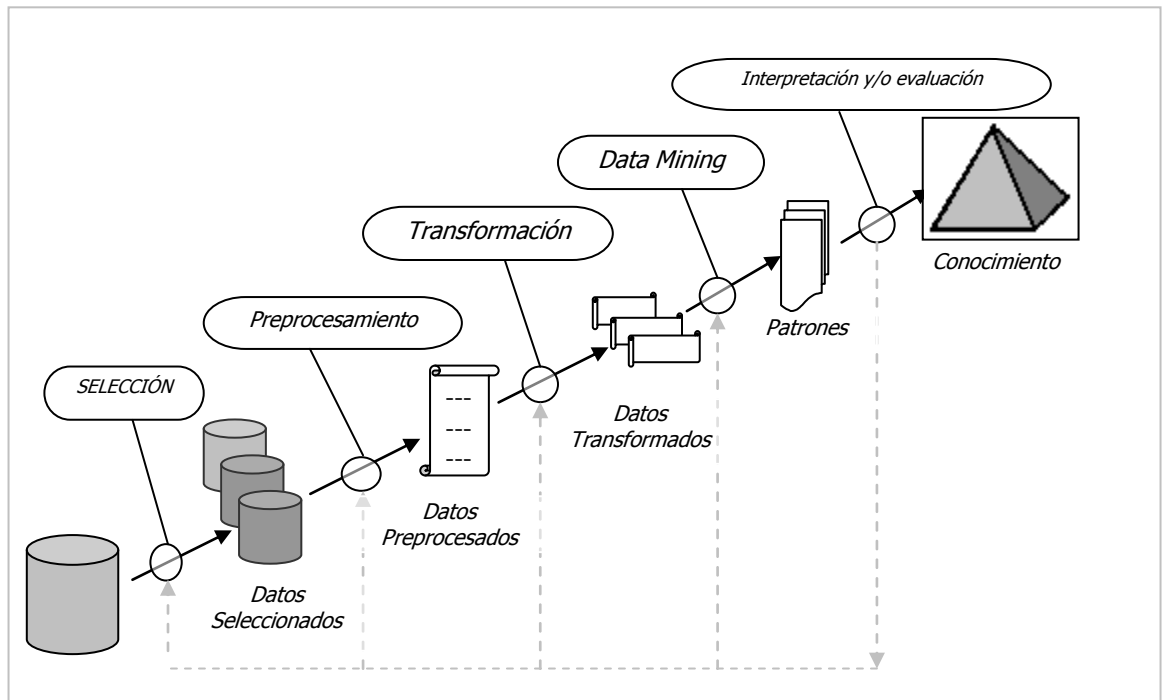 Interpretación y/o evaluación
Data Mining
Transformación
Conocimiento
Preprocesamiento
Patrones
SELECCIÓN
---
---
---
Datos
Transformados
Datos
Preprocesados
Datos
Seleccionados